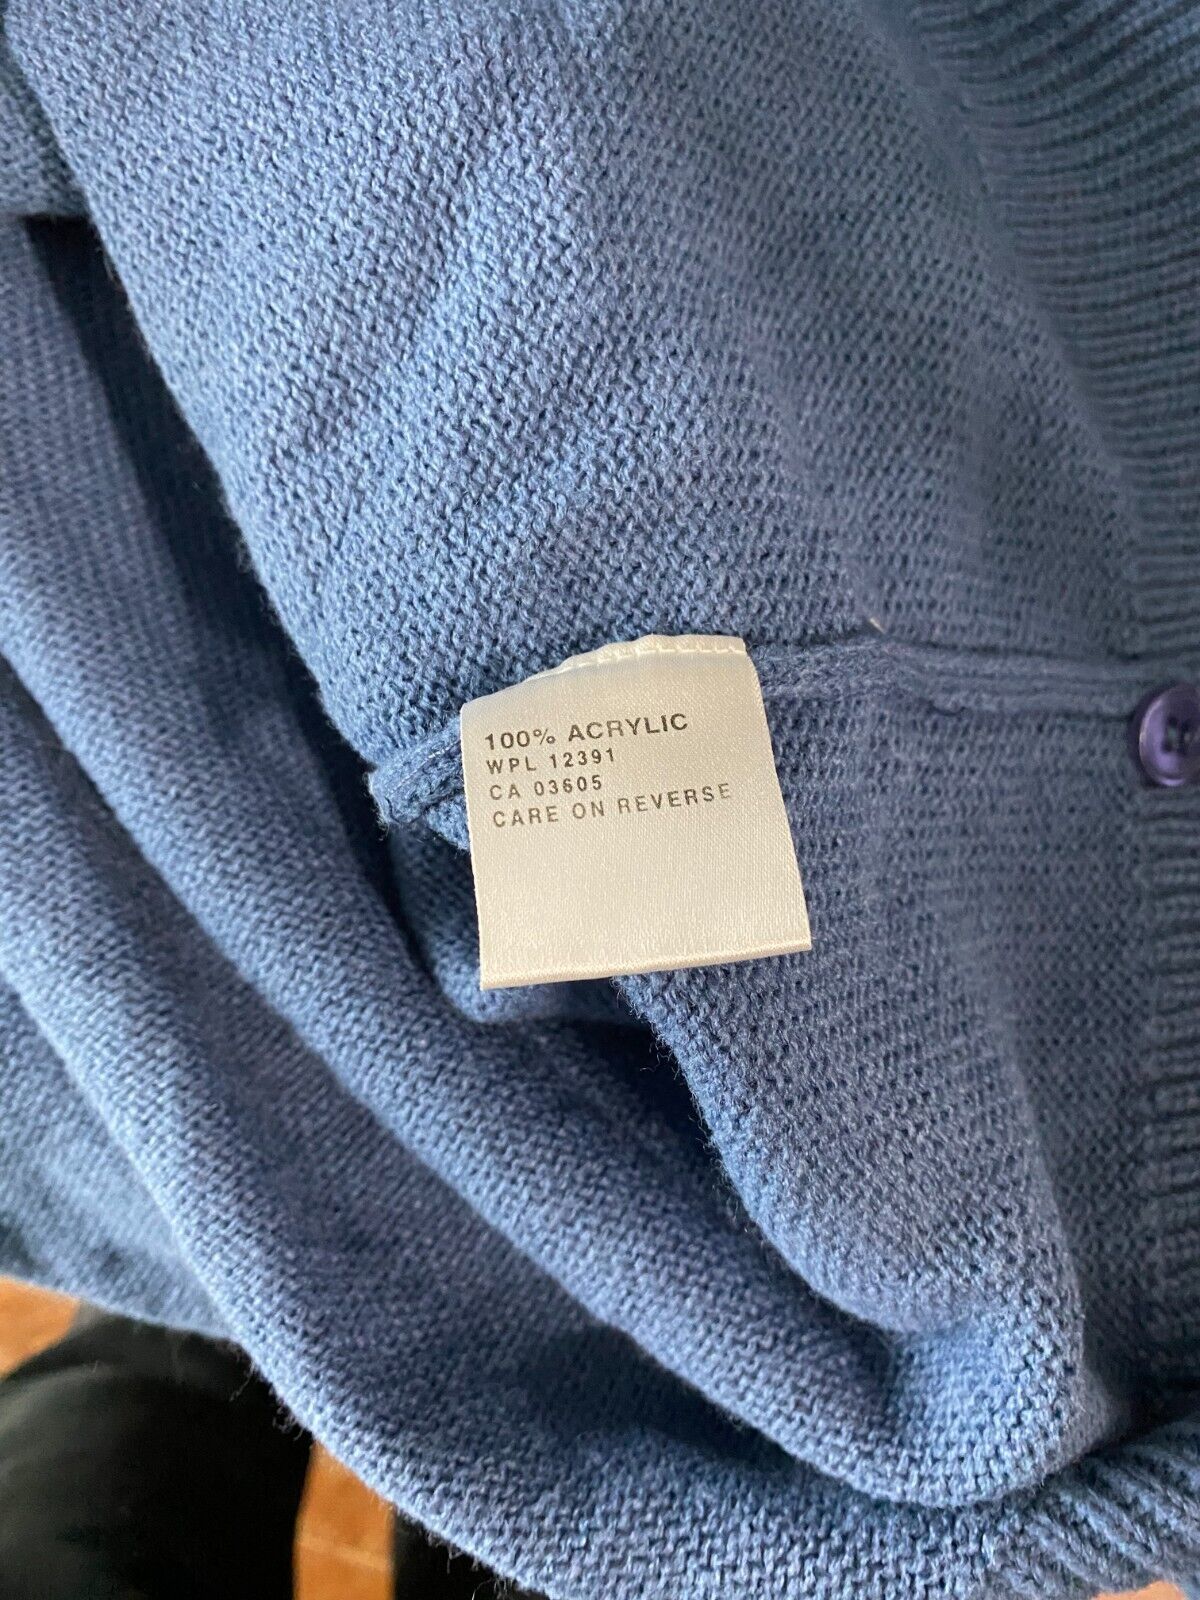 100% ACRYLIC
WPL 12391
CA 03605
CARE ON REVERSE